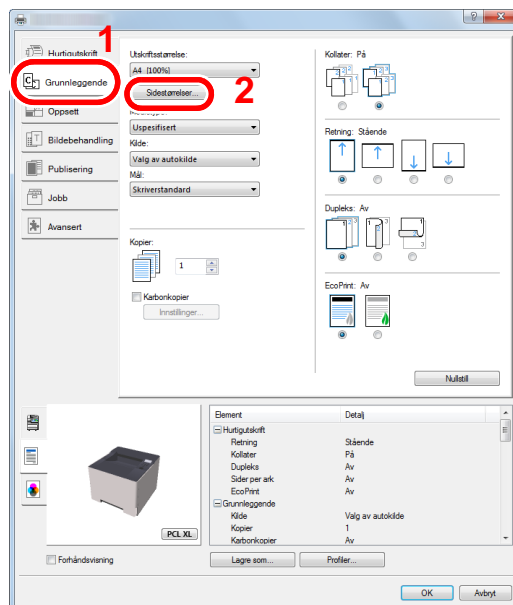 ? X
1
Hurtigutskrift
Grunnleggende
Oppsett
Bildebehandling
Publisering
Jobb
Avansert
Utskriftsstørrelse:
A4 [100%]
Sidestørrelser...
2
Uspesifisert
Kilde:
Valg av autokilde
Mål:
Skriverstandard
Kopier:
1
Karbonkopier
Innstillinger...
Kollater: På
Retning: Stående
Dupleks: Av
EcoPrint: Av
Nullstill
PCL XL
Forhåndsvisning
Element Detalj
Hurtigutskrift
Retning Stående
Kollater På
Dupleks Av
Sider per ark Av
EcoPrint Av
Grunnleggende
Kilde Valg av autokilde
Kopier 1
Karbonkopier Av
Lagre som... Profiler...
OK Avbryt